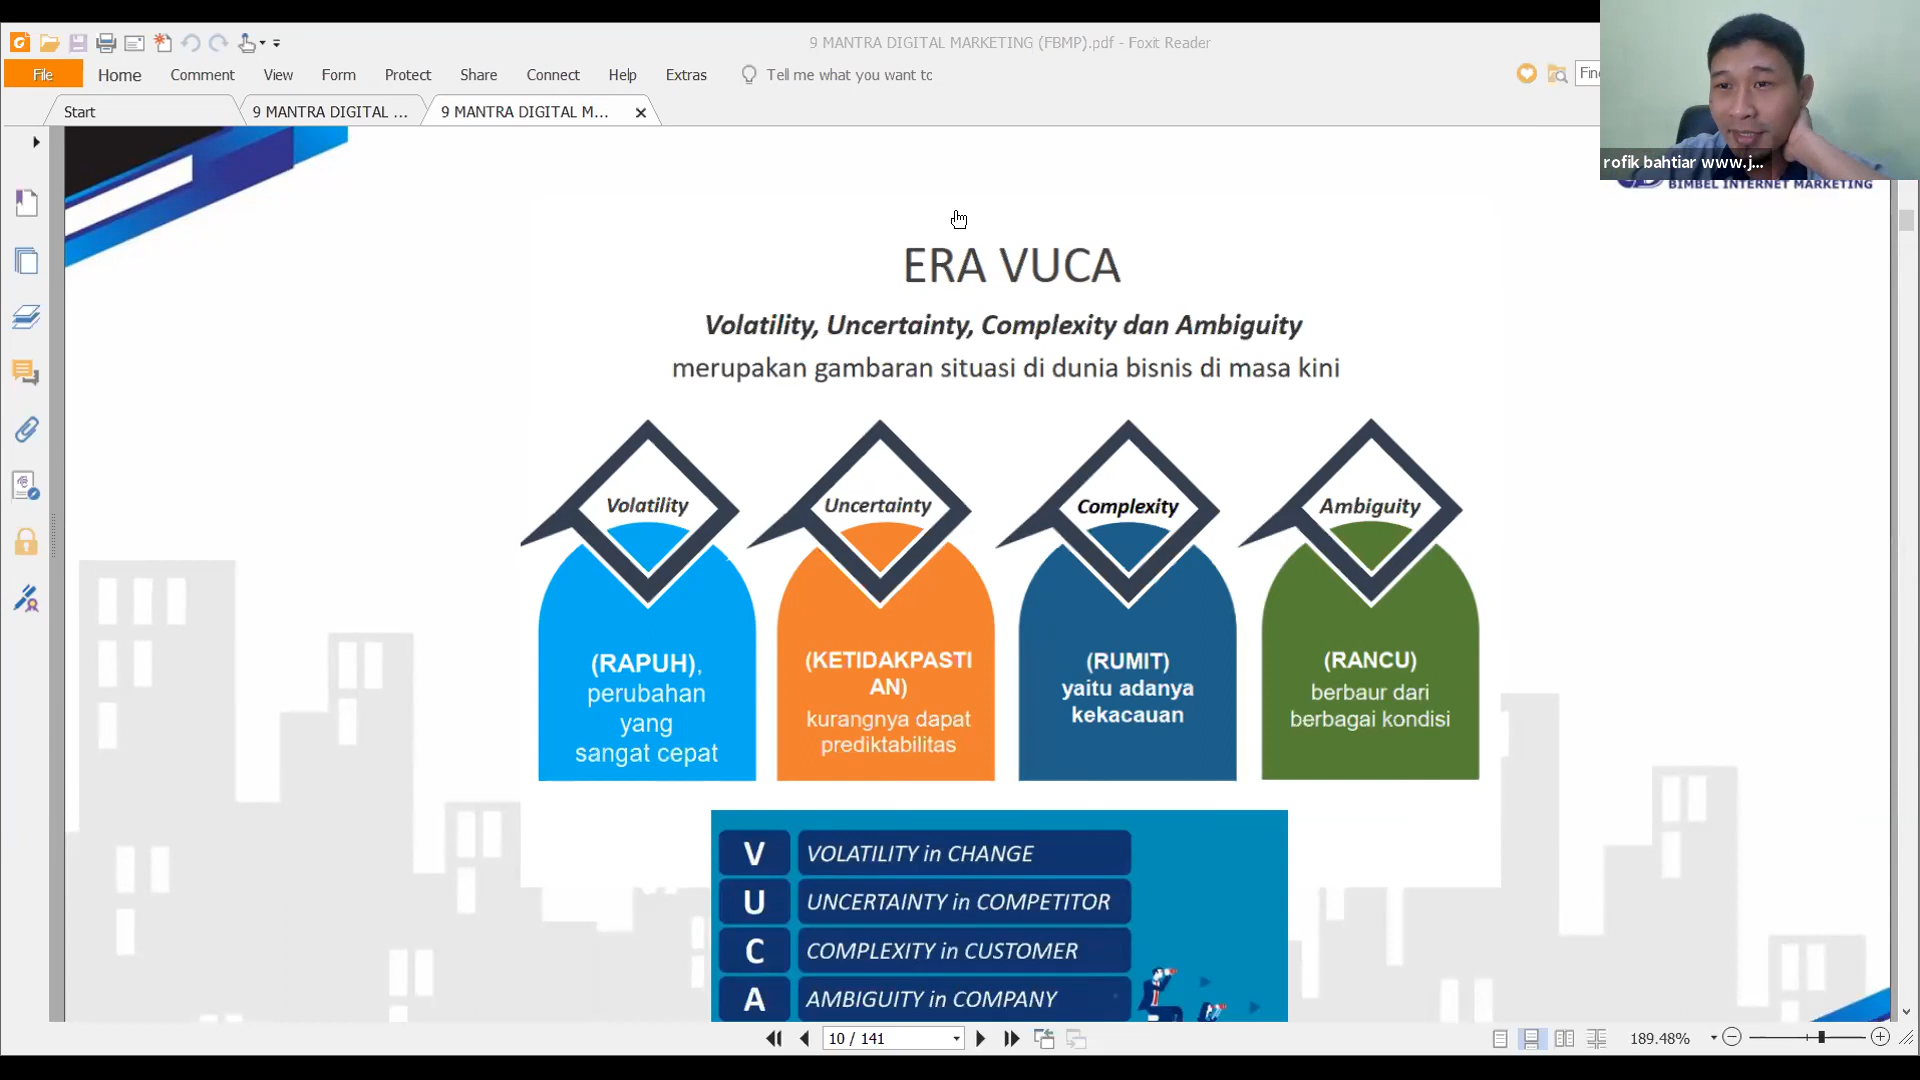 9 MANTRA DIGITAL MARKETING (FBMP).pdf - Foxit Reader
File Home Comment View Form Protect Share Connect Help Extras Tell me what you want to
Start 9 MANTRA DIGITAL ... 9 MANTRA DIGITAL M...
rofik bahtiar www.j...
BIMBEL INTERNET MARKETING
ERA VUCA
Volatility, Uncertainty, Complexity dan Ambiguity
merupakan gambaran situasi di dunia bisnis di masa kini
Volatility
(RAPUH),
perubahan
yang
sangat cepat
Uncertainty
(KETIDAKPASTI
AN)
kurangnya dapat
prediktabilitas
Complexity
(RUMIT)
yaitu adanya
kekacauan
Ambiguity
(RANCU)
berbaur dari
berbagai kondisi
V VOLATILITY in CHANGE
U UNCERTAINTY in COMPETITOR
C COMPLEXITY in CUSTOMER
A AMBIGUITY in COMPANY
10 / 141
189.48%